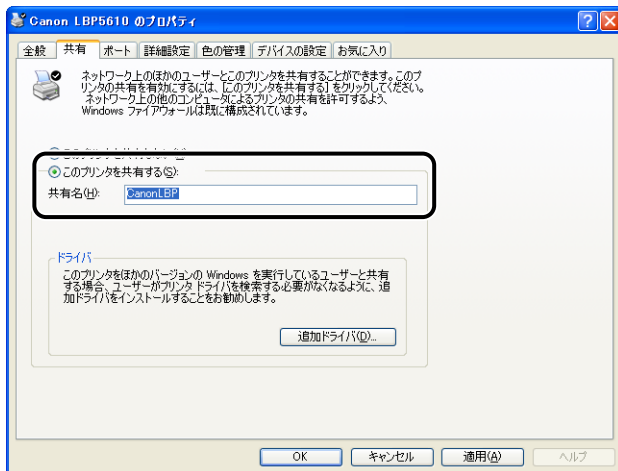 Canon LBP5610 のプロパティ
全般 共有 ポート 詳細設定 色の管理 デバイスの設定 お気に入り
ネットワーク上のほかのユーザーとこのプリンタを共有することができます。このプ
リンタの共有を有効にするには、[このプリンタを共有する] をクリックしてください。
ネットワーク上の他のコンピュータによるプリンタの共有を許可するよう、
Windows ファイアウォールは既に構成されています。
このプリンタを共有する(S):
共有名(H): CanonLBP
ドライバ
このプリンタをほかのバージョンの Windows を実行しているユーザーと共有
する場合、ユーザーがプリンタ ドライバを検索する必要がなくなるように、追
加ドライバをインストールすることをお勧めします。
追加ドライバ(D)...
OK キャンセル 適用(A) ヘルプ